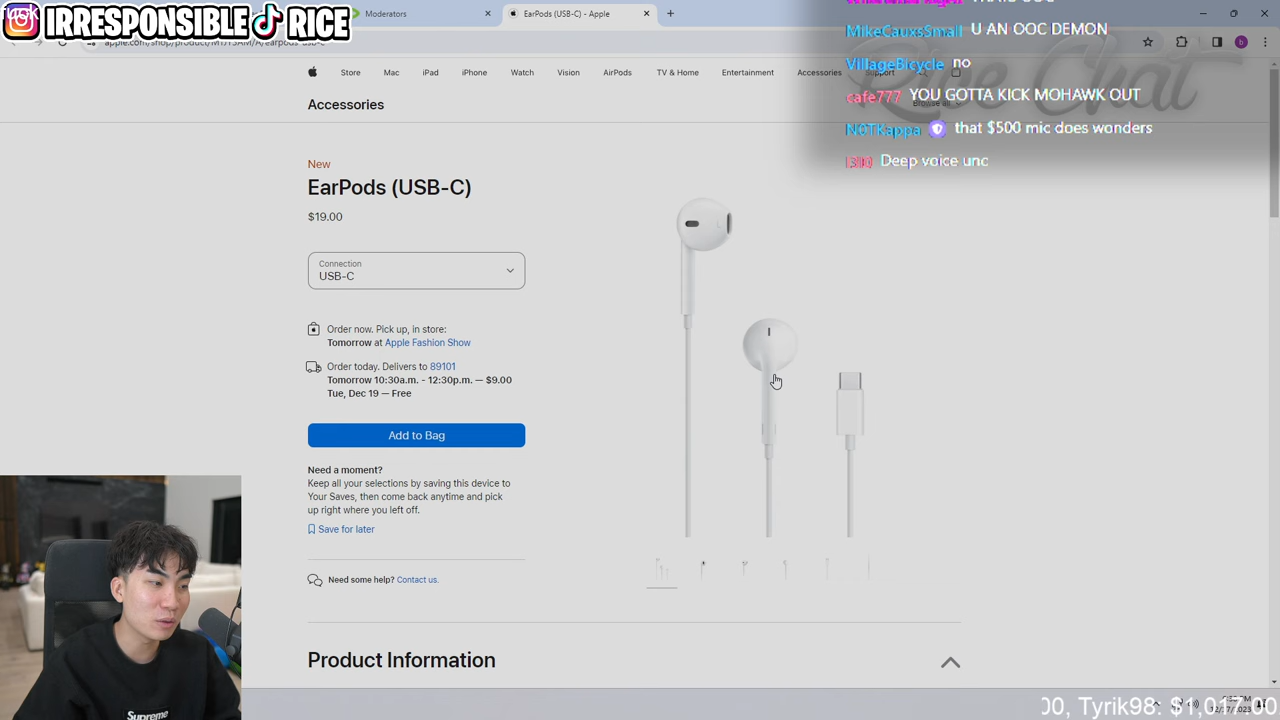 IRRESPONSIBLE RICE
Moderators
EarPods (USB-C) - Apple
MikeCauxsSmall U AN OOC DEMON
VillageBicycle no
cafe777 YOU GOTTA KICK MOHAWK OUT
N0TKappa that $500 mic does wonders
Deep voice unc
Rice Chat
Store
Mac
iPad
iPhone
Watch
Vision
AirPods
TV & Home
Entertainment
Accessories
Support
Accessories
Browse all
New
EarPods (USB-C)
$19.00
Connection
USB-C
Order now. Pick up, in store:
Tomorrow at Apple Fashion Show
Order today. Delivers to 89101
Tomorrow 10:30a.m. - 12:30p.m. — $9.00
Tue, Dec 19 — Free
Add to Bag
Need a moment?
Keep all your selections by saving this device to
Your Saves, then come back anytime and pick
up right where you left off.
Save for later
Need some help? Contact us.
Product Information
Supreme